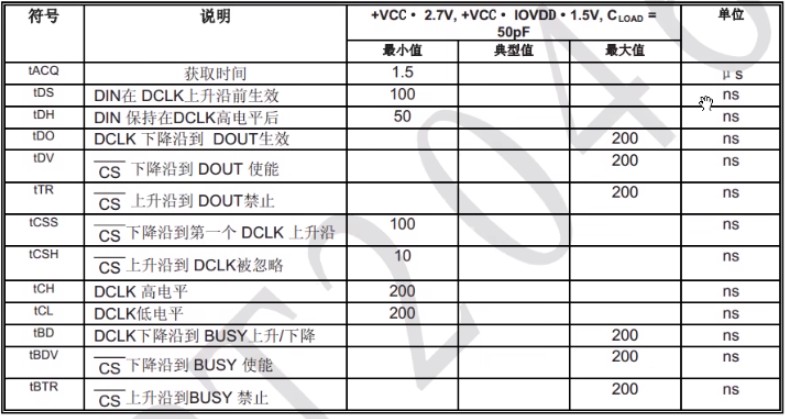 符号 说明 +VCC• 2.7V, +VCC• IOVDD•1.5V, CLOAD = 50pF 单位
最小值 典型值 最大值
tACQ 获取时间 1.5 μs
tDS DIN在 DCLK上升沿前生效 100 ns
tDH DIN 保持在DCLK高电平后 50 ns
tDO DCLK 下降沿到 DOUT生效 200 ns
tDV CS 下降沿到 DOUT 使能 200 ns
tTR CS 上升沿到 DOUT禁止 200 ns
tCSS CS 下降沿到第一个 DCLK 上升沿 100 ns
tCSH CS 上升沿到 DCLK被忽略 10 ns
tCH DCLK 高电平 200 ns
tCL DCLK低电平 200 ns
tBD DCLK下降沿到 BUSY上升/下降 200 ns
tBDV CS 下降沿到 BUSY 使能 200 ns
tBTR CS 上升沿到BUSY 禁止 200 ns